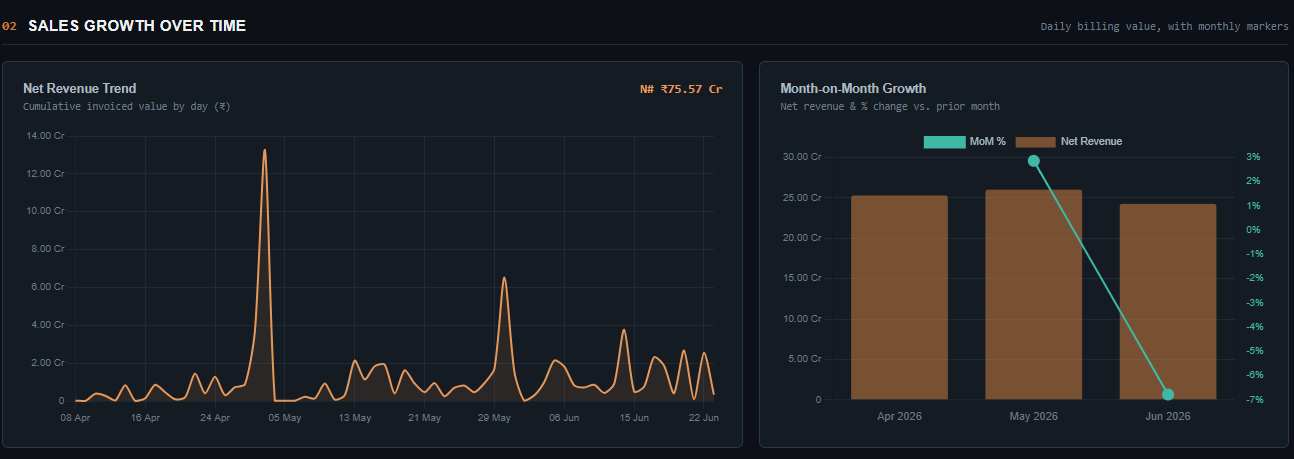 02 SALES GROWTH OVER TIME
Daily billing value, with monthly markers
Net Revenue Trend
N# ₹75.57 Cr
Cumulative invoiced value by day (₹)
14.00 Cr
12.00 Cr
10.00 Cr
8.00 Cr
6.00 Cr
4.00 Cr
2.00 Cr
0
08 Apr 16 Apr 24 Apr 05 May 13 May 21 May 29 May 06 Jun 15 Jun 22 Jun
Month-on-Month Growth
Net revenue & % change vs. prior month
MoM % Net Revenue
30.00 Cr
25.00 Cr
20.00 Cr
15.00 Cr
10.00 Cr
5.00 Cr
0
3%
2%
1%
0%
-1%
-2%
-3%
-4%
-5%
-6%
-7%
Apr 2026 May 2026 Jun 2026